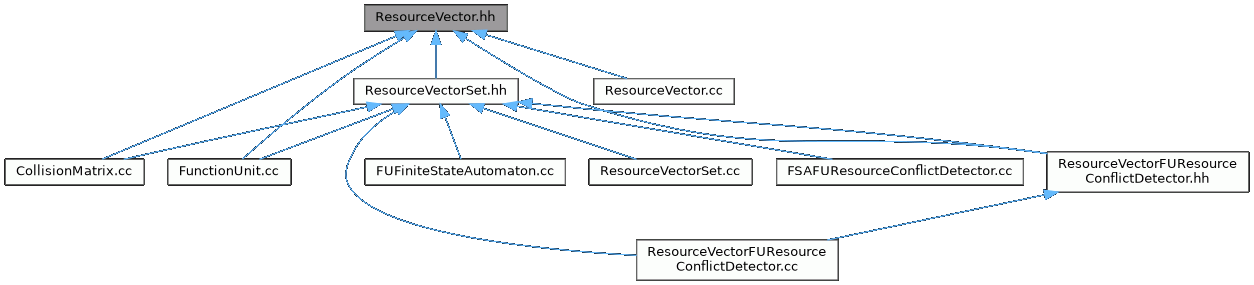 ResourceVector.hh
ResourceVectorSet.hh
ResourceVector.cc
CollisionMatrix.cc
FunctionUnit.cc
FUFiniteStateAutomaton.cc
ResourceVectorSet.cc
FSAFUResourceConflictDetector.cc
ResourceVectorFUResource
ConflictDetector.hh
ResourceVectorFUResource
ConflictDetector.cc